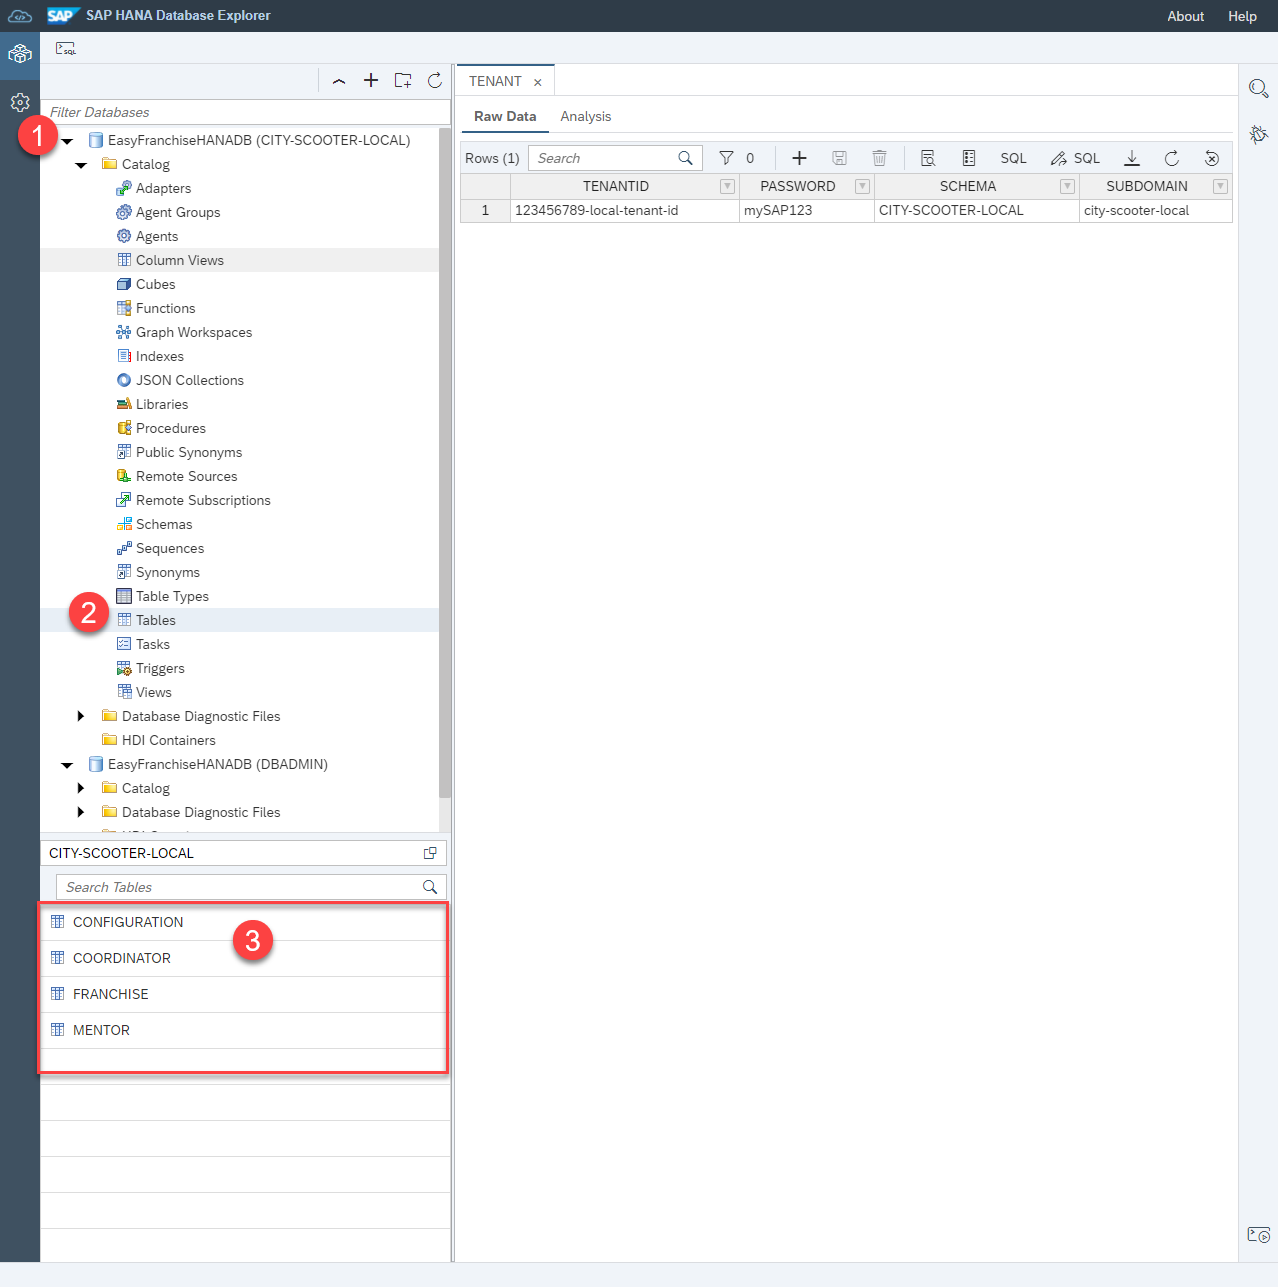 SAP SAP HANA Database Explorer About Help
SQL
TENANT ×
Filter Databases
Raw Data Analysis
1 EasyFranchiseHANADB (CITY-SCOOTER-LOCAL)
Rows (1) Search 0 SQL SQL
Catalog
TENANTID PASSWORD SCHEMA SUBDOMAIN
1 123456789-local-tenant-id mySAP123 CITY-SCOOTER-LOCAL city-scooter-local
Adapters
Agent Groups
Agents
Column Views
Cubes
Functions
Graph Workspaces
Indexes
JSON Collections
Libraries
Procedures
Public Synonyms
Remote Sources
Remote Subscriptions
Schemas
Sequences
Synonyms
Table Types
2 Tables
Tasks
Triggers
Views
Database Diagnostic Files
HDI Containers
EasyFranchiseHANADB (DBADMIN)
Catalog
Database Diagnostic Files
CITY-SCOOTER-LOCAL
Search Tables
CONFIGURATION
3
COORDINATOR
FRANCHISE
MENTOR